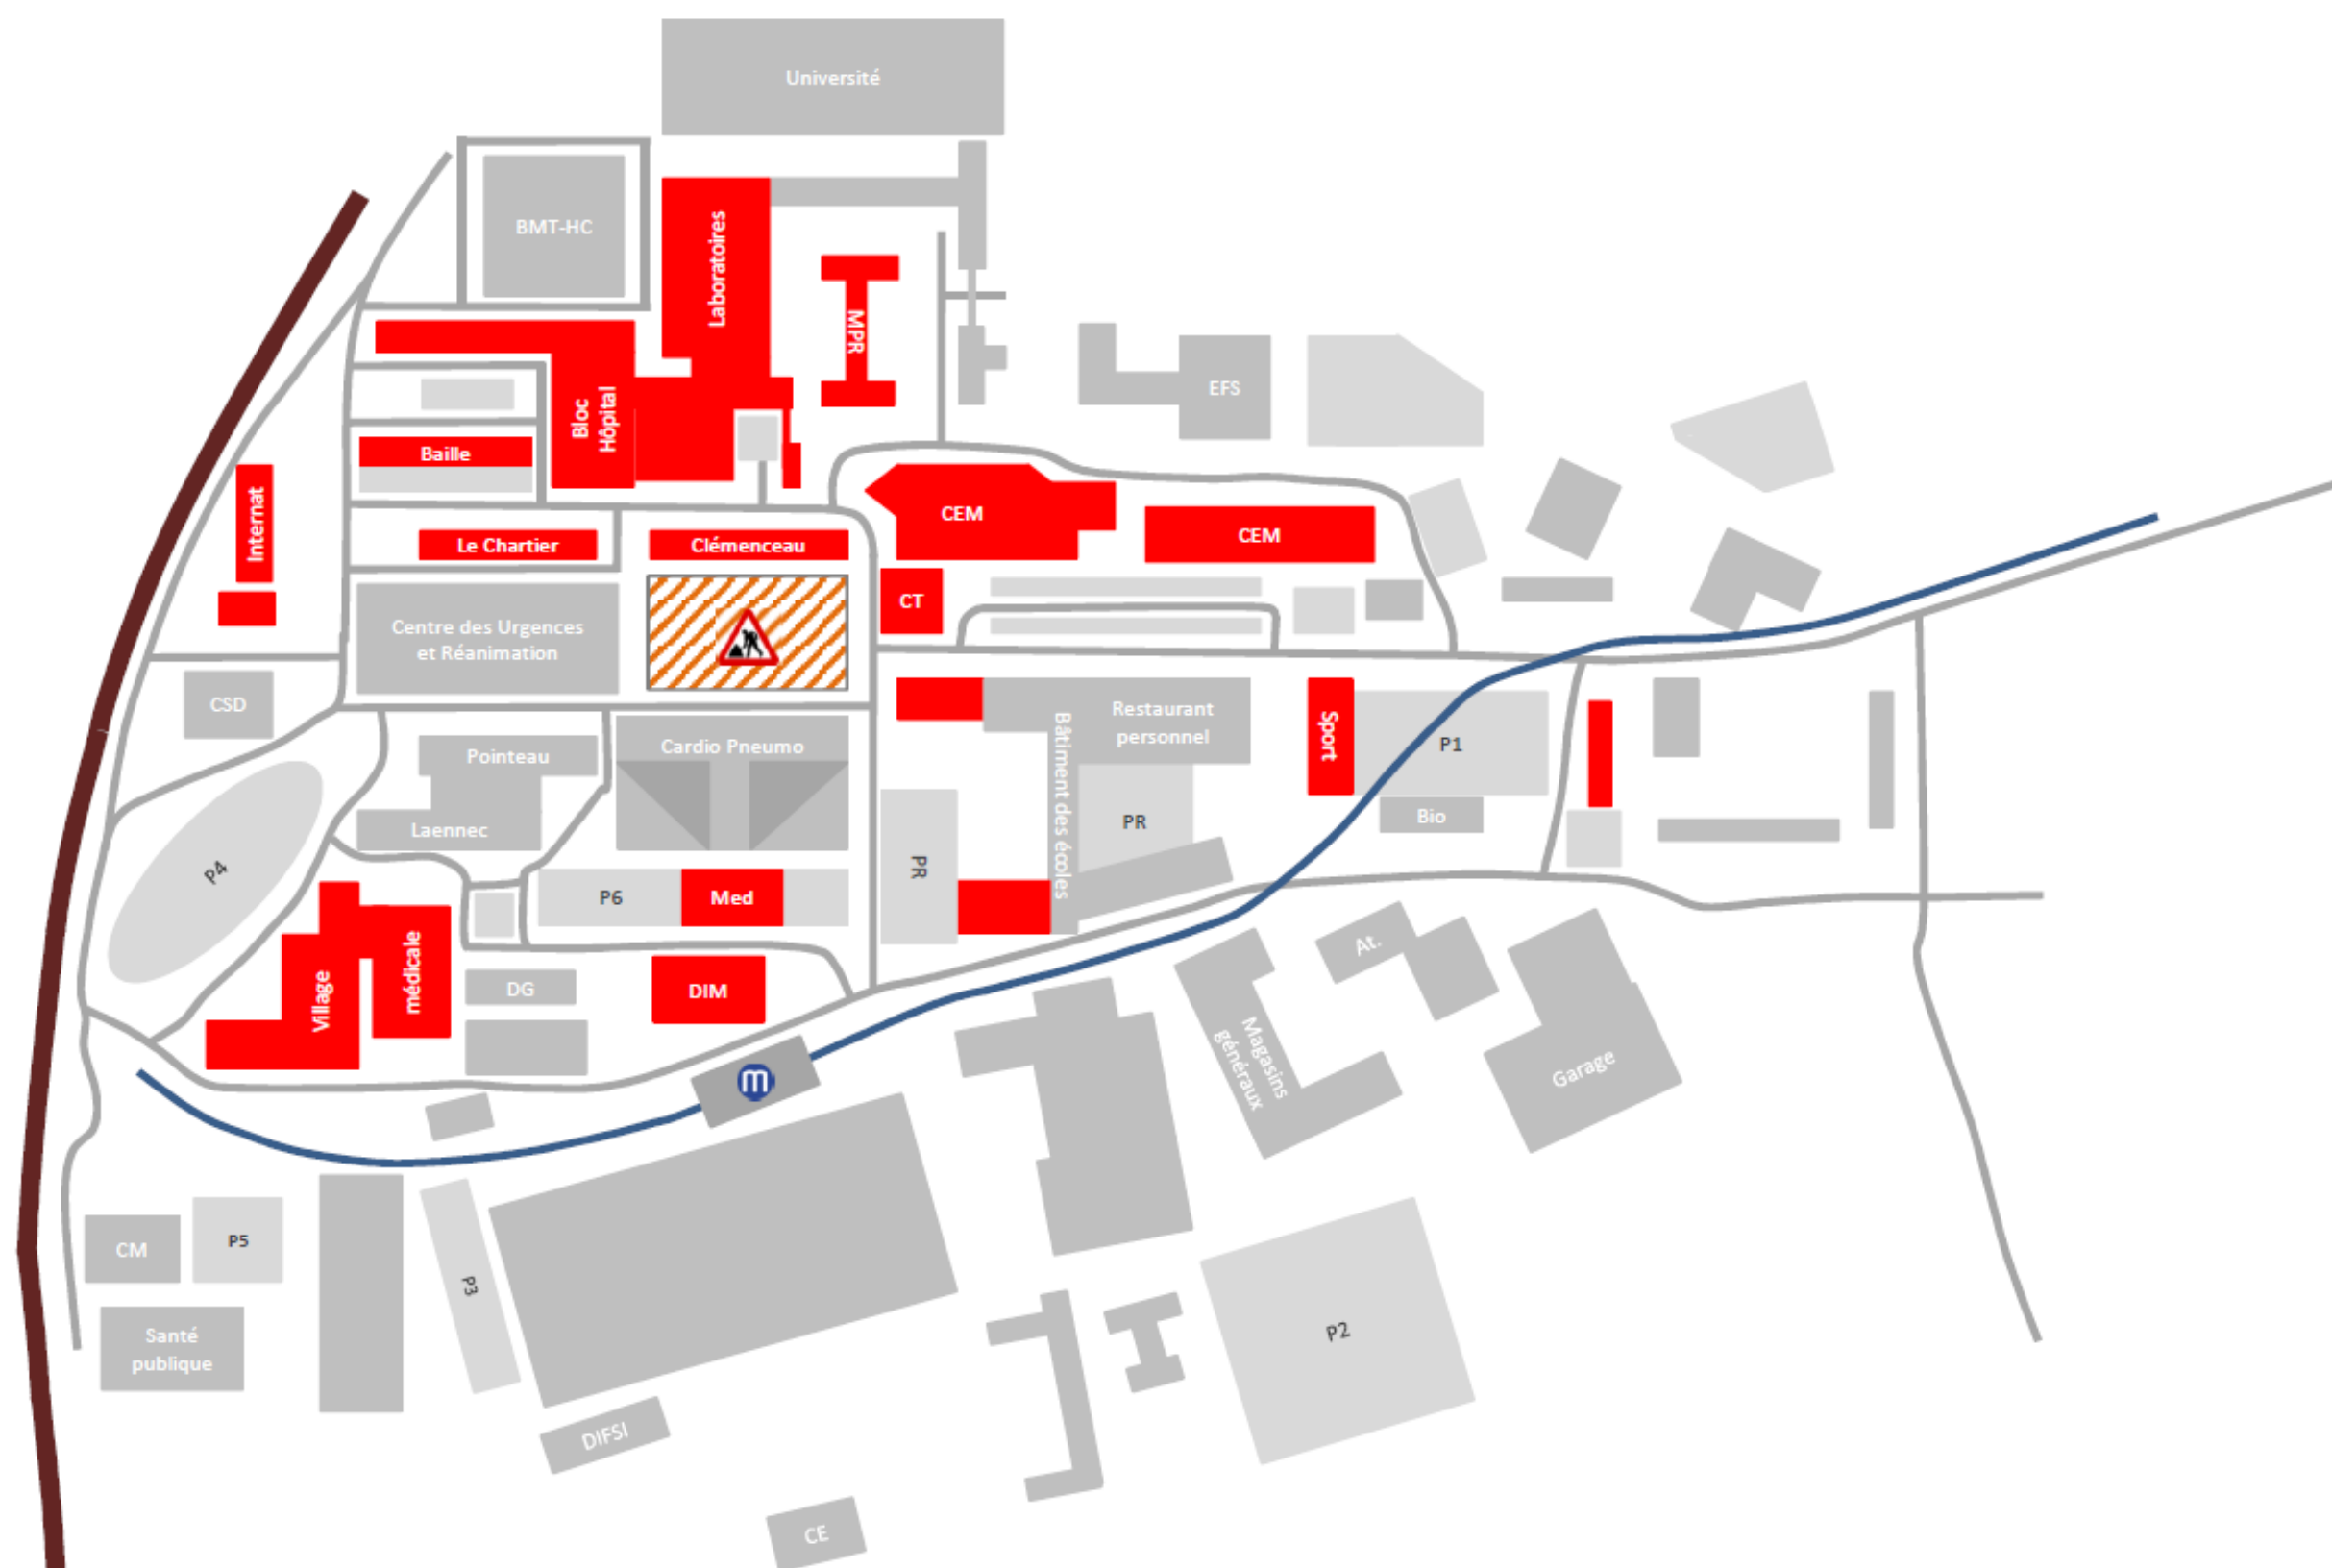 Université
BMT-HC
Laboratoires
MPR
EFS
Bloc
Hôpital
Baille
Internat
CEM
CEM
Le Chartier
Clémenceau
CT
Centre des Urgences
et Réanimation
CSD
Restaurant
personnel
Bâtiment des écoles
Sport
P1
Cardio Pneumo
Pointeau
Bio
PR
Laennec
PR
P4
P6
Med
At.
Village
médicale
DG
DIM
Magasins
généraux
Garage
m
CM
P5
P3
Santé
publique
P2
DIFSI
CE